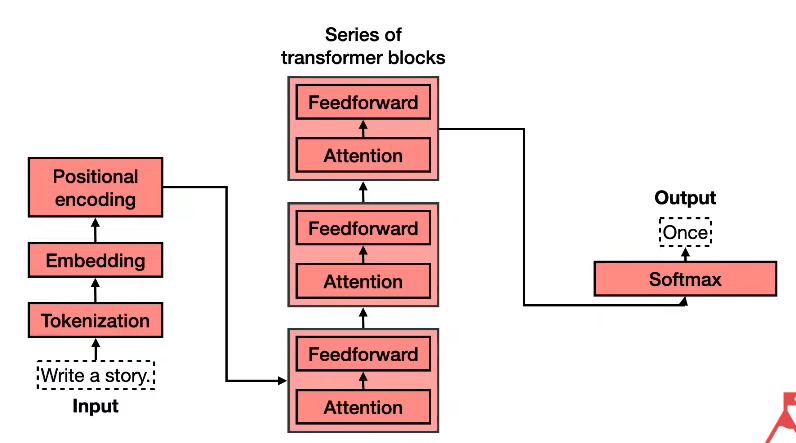 Series of
transformer blocks
Feedforward
Attention
Feedforward
Attention
Feedforward
Attention
Positional
encoding
Embedding
Tokenization
Write a story.
Input
Output
Once
Softmax